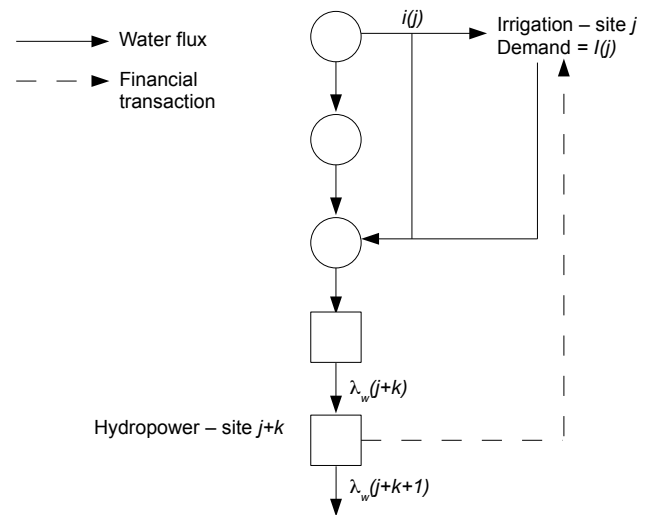 Water flux
Financial
transaction
i(j)
Irrigation – site j
Demand = I(j)
λw(j+k)
Hydropower – site j+k
λw(j+k+1)